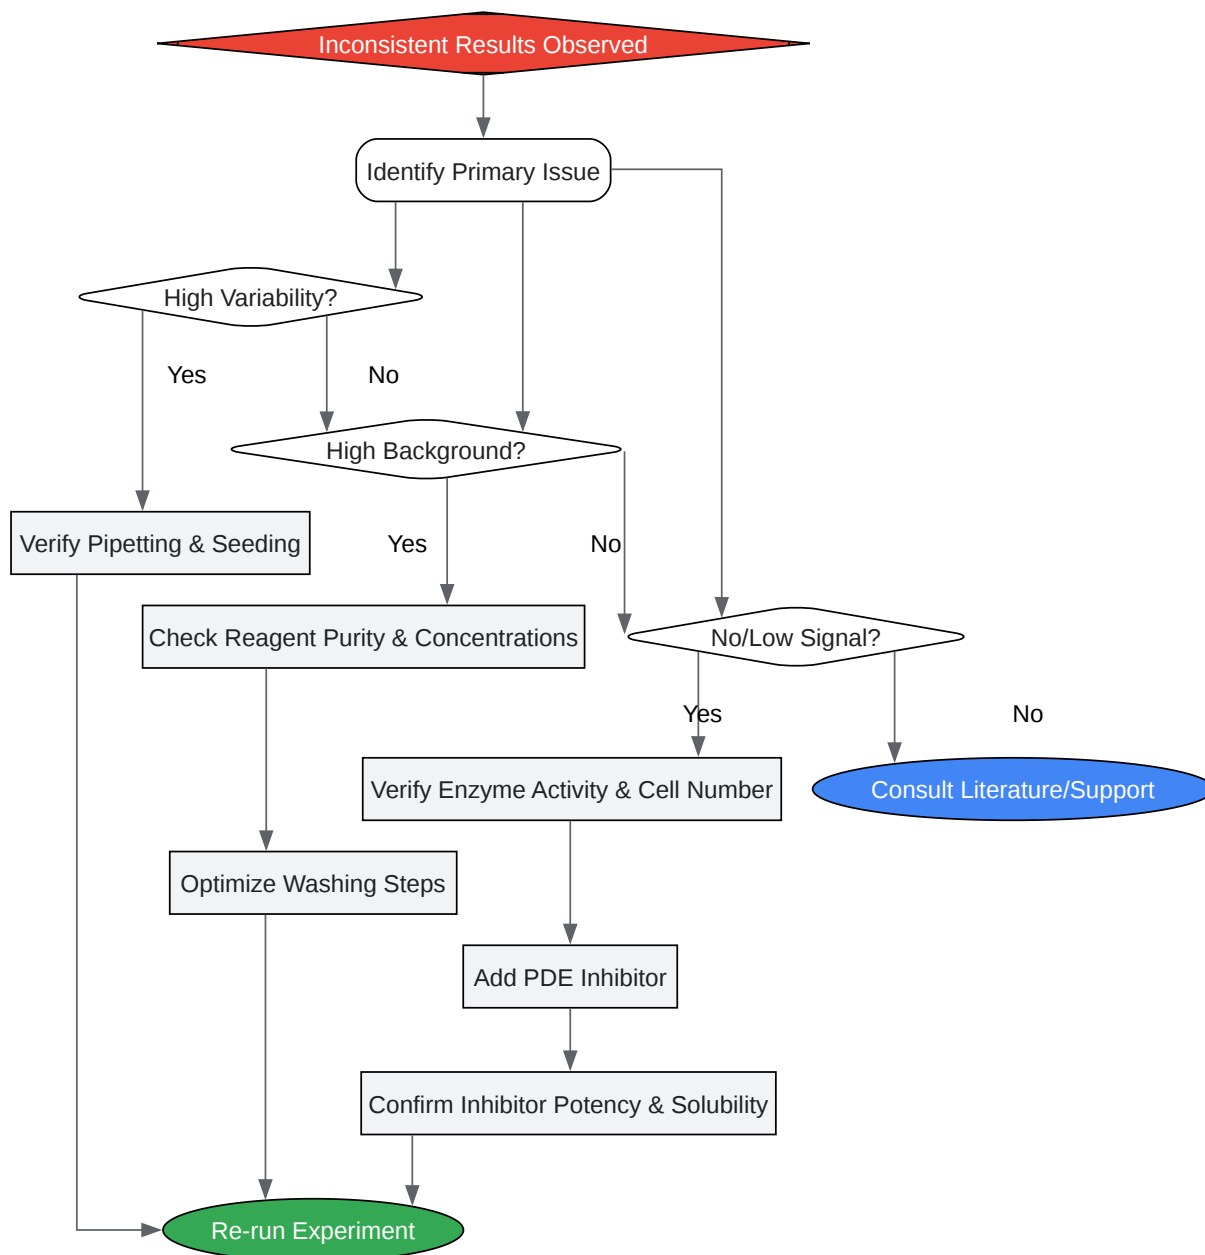 Inconsistent Results Observed
Identify Primary Issue
High Variability?
Yes
No
High Background?
Verify Pipetting & Seeding
Yes
No
Check Reagent Purity & Concentrations
No/Low Signal?
Yes
No
Verify Enzyme Activity & Cell Number
Consult Literature/Support
Optimize Washing Steps
Add PDE Inhibitor
Confirm Inhibitor Potency & Solubility
Re-run Experiment